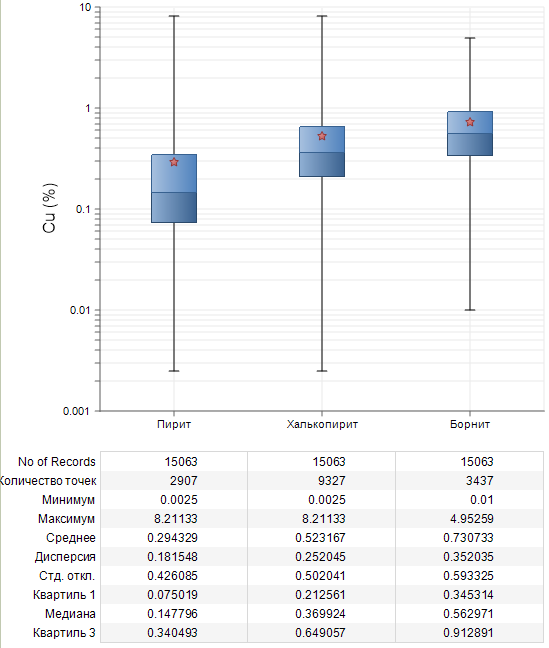 10
1
0.1
0.01
0.001
Cu (%)
Пирит Халькопирит Борнит
No of Records 15063 15063 15063
Количество точек 2907 9327 3437
Минимум 0.0025 0.0025 0.01
Максимум 8.21133 8.21133 4.95259
Среднее 0.294329 0.523167 0.730733
Дисперсия 0.181548 0.252045 0.352035
Стд. откл. 0.426085 0.502041 0.593325
Квартиль 1 0.075019 0.212561 0.345314
Медиана 0.147796 0.369924 0.562971
Квартиль 3 0.340493 0.649057 0.912891